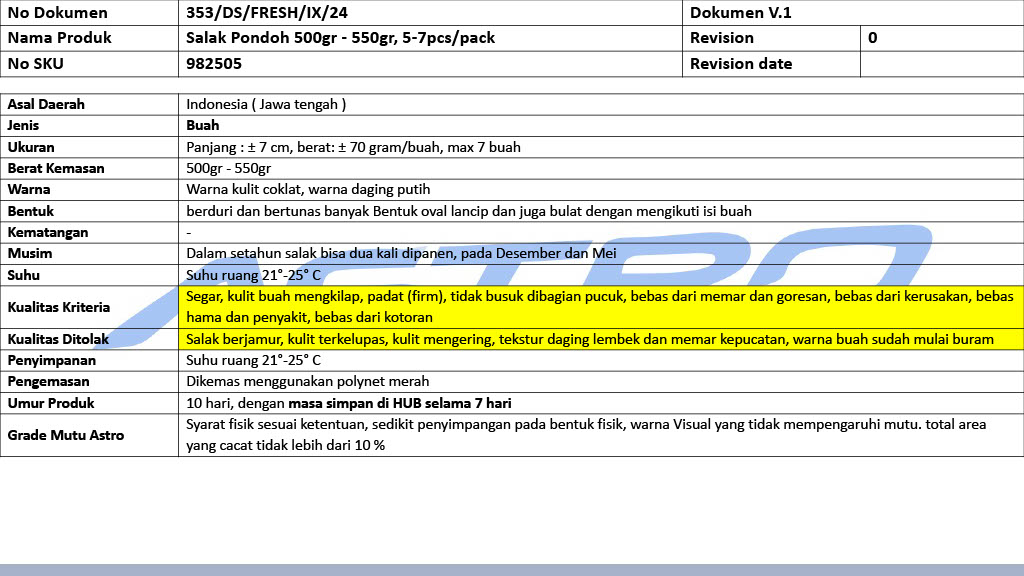 No Dokumen 353/DS/FRESH/IX/24 Dokumen V.1
Nama Produk Salak Pondoh 500gr - 550gr, 5-7pcs/pack Revision 0
No SKU 982505 Revision date
Asal Daerah Indonesia ( Jawa tengah )
Jenis Buah
Ukuran Panjang : ± 7 cm, berat: ± 70 gram/buah, max 7 buah
Berat Kemasan 500gr - 550gr
Warna Warna kulit coklat, warna daging putih
Bentuk berduri dan bertunas banyak Bentuk oval lancip dan juga bulat dengan mengikuti isi buah
Kematangan -
Musim Dalam setahun salak bisa dua kali dipanen, pada Desember dan Mei
Suhu Suhu ruang 21°-25° C
Kualitas Kriteria Segar, kulit buah mengkilap, padat (firm), tidak busuk dibagian pucuk, bebas dari memar dan goresan, bebas dari kerusakan, bebas
hama dan penyakit, bebas dari kotoran
Kualitas Ditolak Salak berjamur, kulit terkelupas, kulit mengering, tekstur daging lembek dan memar kepucatan, warna buah sudah mulai buram
Penyimpanan Suhu ruang 21°-25° C
Pengemasan Dikemas menggunakan polynet merah
Umur Produk 10 hari, dengan masa simpan di HUB selama 7 hari
Grade Mutu Astro Syarat fisik sesuai ketentuan, sedikit penyimpangan pada bentuk fisik, warna Visual yang tidak mempengaruhi mutu. total area
yang cacat tidak lebih dari 10 %
ASTRO